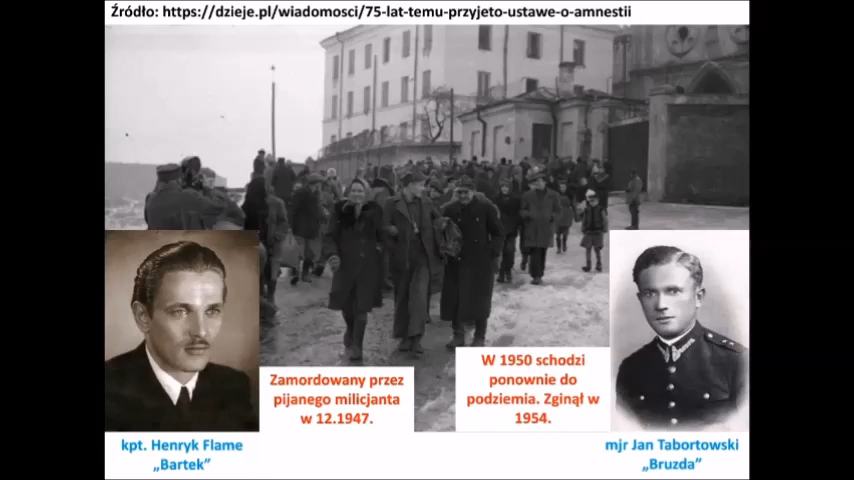 Źródło: https://dzieje.pl/wiadomosci/75-lat-temu-przyjeto-ustawe-o-amnestii
Zamordowany przez
pijanego milicjanta
w 12.1947.
W 1950 schodzi
ponownie do
podziemia. Zginął w
1954.
kpt. Henryk Flame
„Bartek”
mjr Jan Tabortowski
„Bruzda”